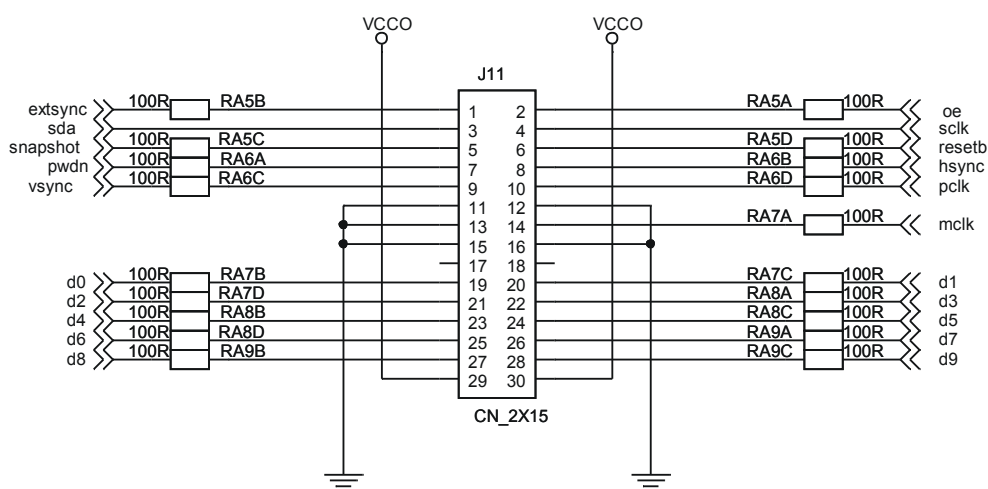 VCCO VCCO
J11
extsync 100R RA5B 1 2 RA5A 100R oe
sda 3 4 sclk
snapshot 100R RA5C 5 6 RA5D 100R resetb
pwdn 100R RA6A 7 8 RA6B 100R hsync
vsync 100R RA6C 9 10 RA6D 100R pclk
11 12
13 14 RA7A 100R mclk
15 16
17 18
d0 100R RA7B 19 20 RA7C 100R d1
d2 100R RA7D 21 22 RA8A 100R d3
d4 100R RA8B 23 24 RA8C 100R d5
d6 100R RA8D 25 26 RA9A 100R d7
d8 100R RA9B 27 28 RA9C 100R d9
29 30
CN_2X15